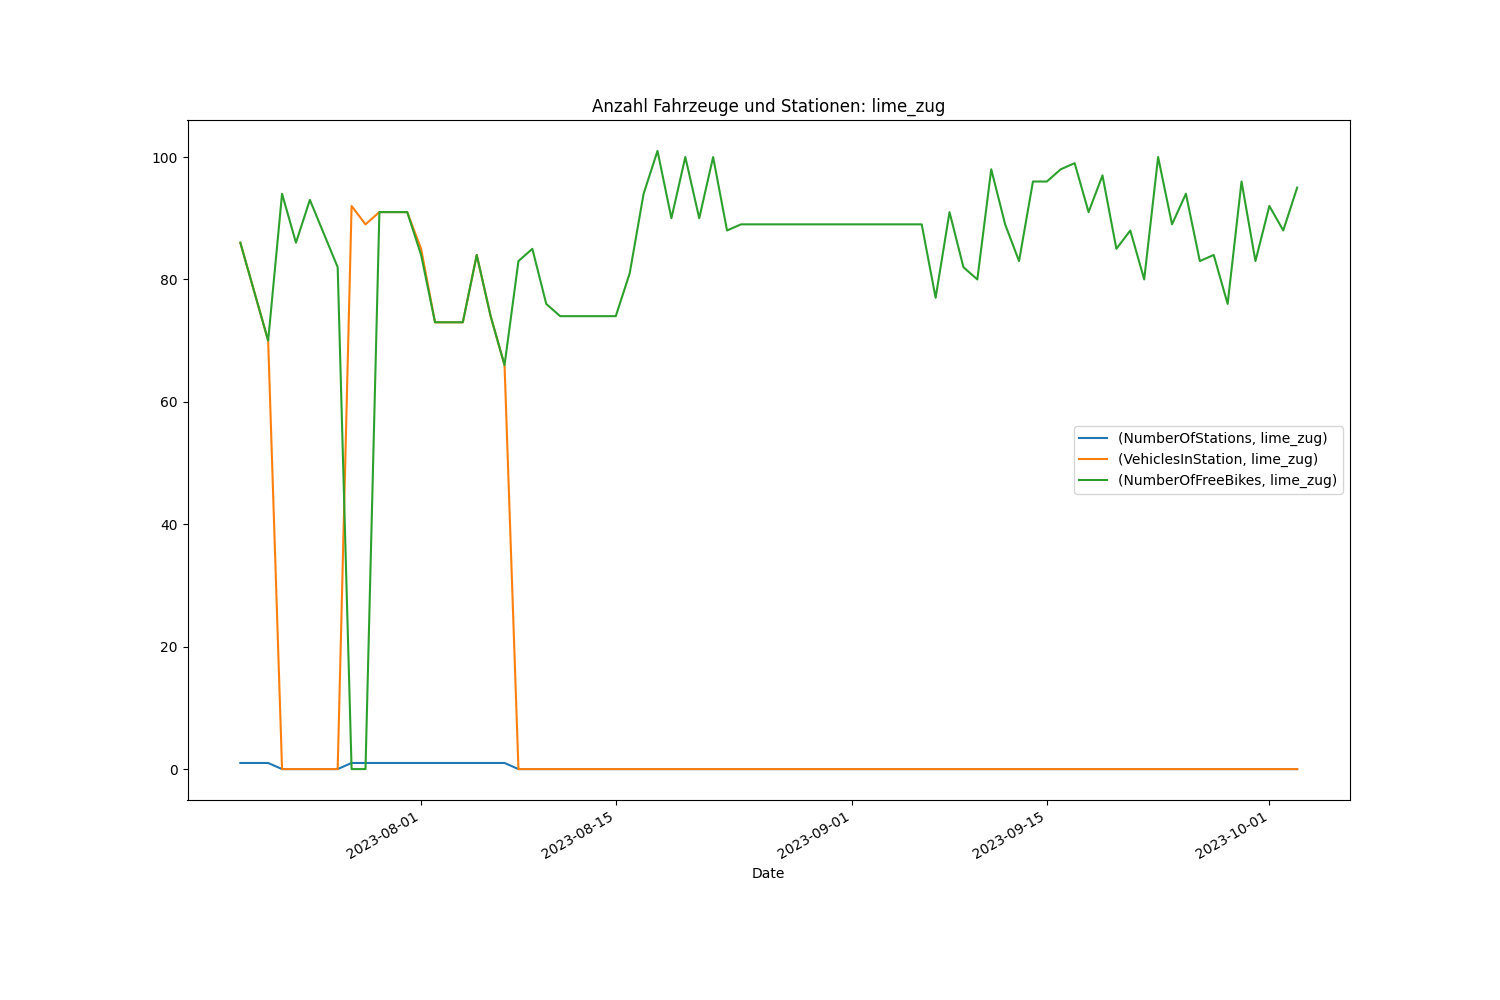 Anzahl Fahrzeuge und Stationen: lime_zug
100
80
60
40
20
0
(NumberOfStations, lime_zug)
(VehiclesInStation, lime_zug)
(NumberOfFreeBikes, lime_zug)
2023-08-01
2023-08-15
2023-09-01
2023-09-15
2023-10-01
Date